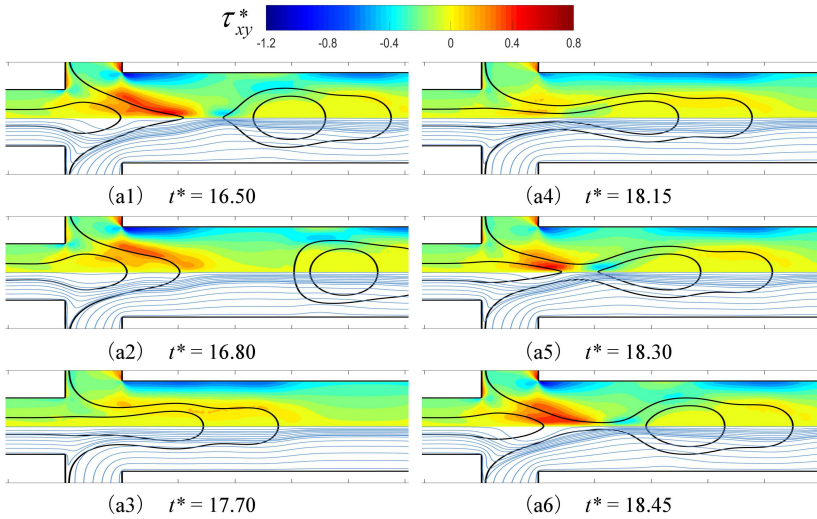 τ*xy
-1.2 -0.8 -0.4 0 0.4 0.8
(a1) t* = 16.50
(a4) t* = 18.15
(a2) t* = 16.80
(a5) t* = 18.30
(a3) t* = 17.70
(a6) t* = 18.45